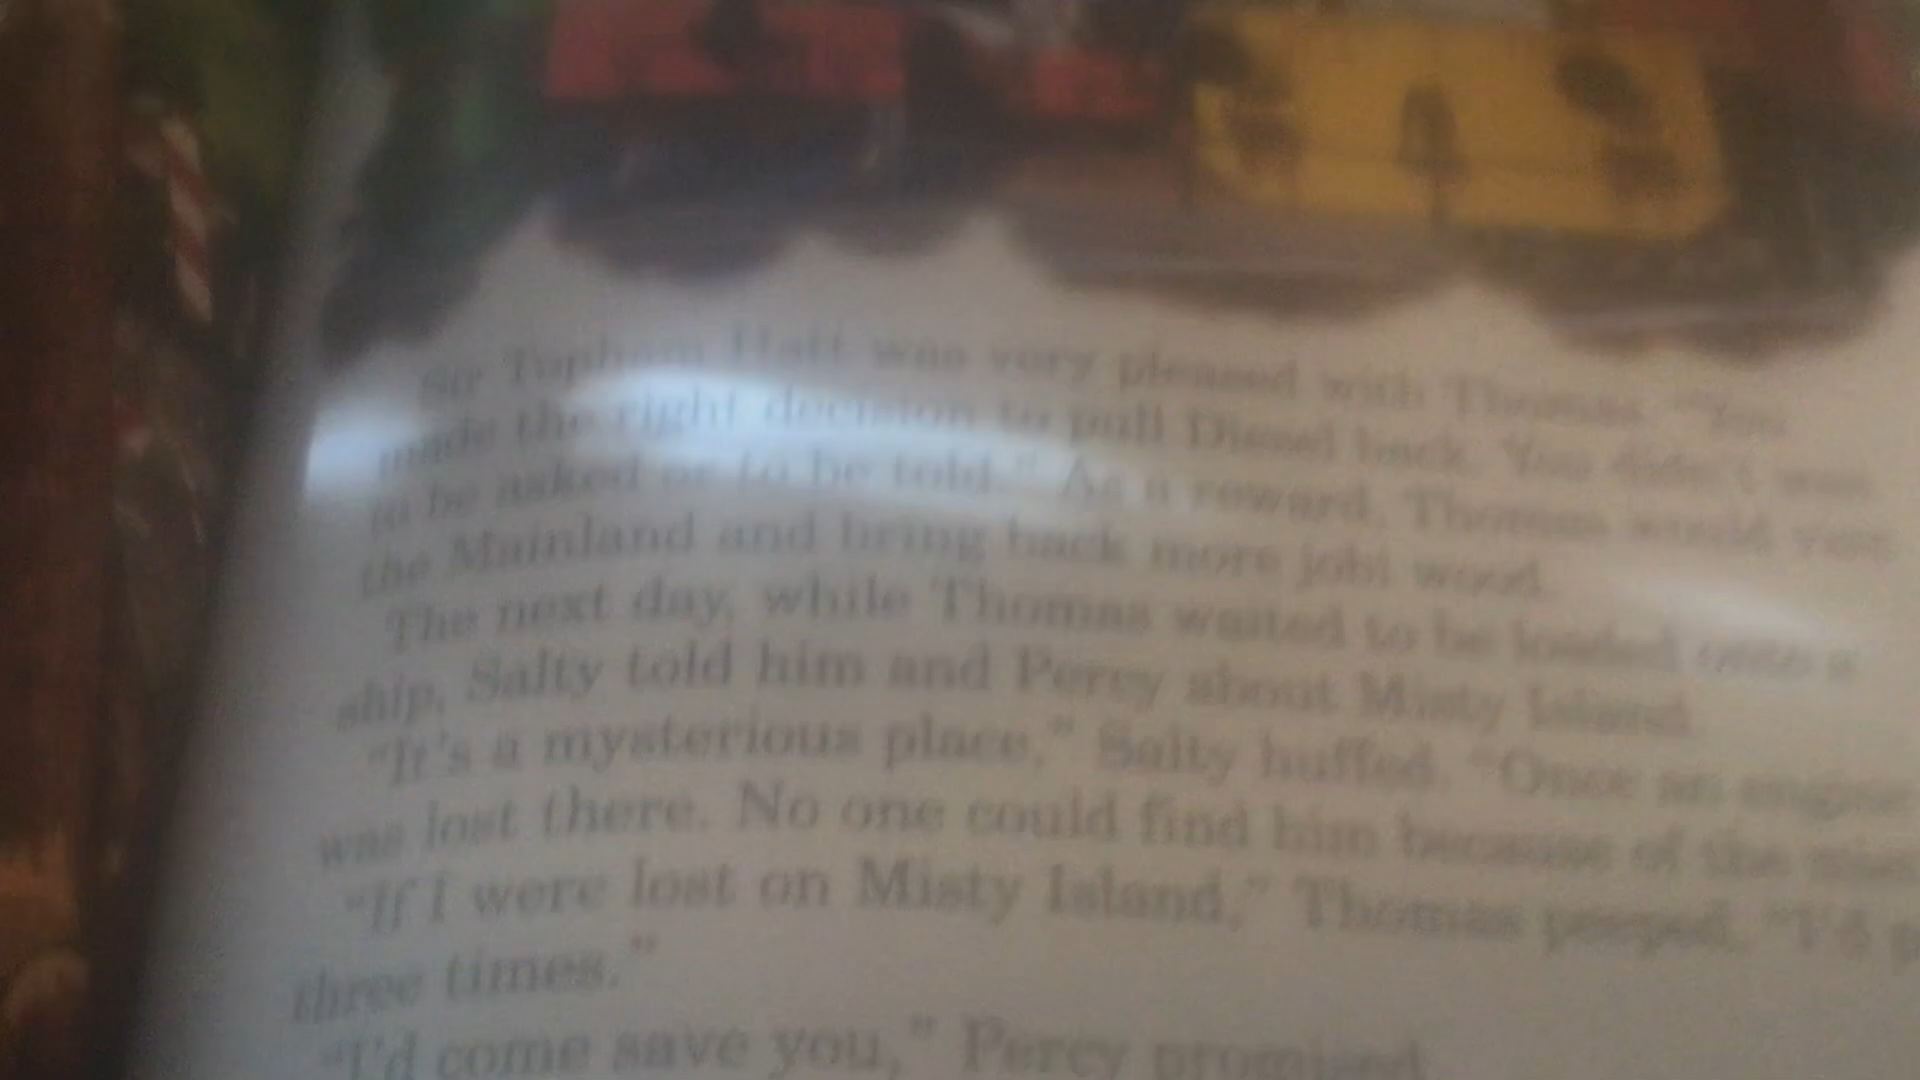 Sir Topham Hatt was very pleased with Thomas. "You
made the right decision to pull Diesel back. You didn't wait
to be asked or to be told." As a reward, Thomas would visit
the Mainland and bring back more jobi wood.
The next day, while Thomas waited to be loaded onto a
ship, Salty told him and Percy about Misty Island.
"It's a mysterious place," Salty huffed. "Once an engine
was lost there. No one could find him because of the
"If I were lost on Misty Island," Thomas peeped, "I'd
three times."
"I'd come save you," Percy promised.